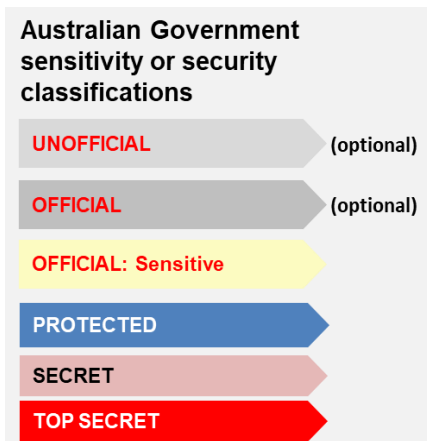 Australian Government
sensitivity or security
classifications
UNOFFICIAL (optional)
OFFICIAL (optional)
OFFICIAL: Sensitive
PROTECTED
SECRET
TOP SECRET